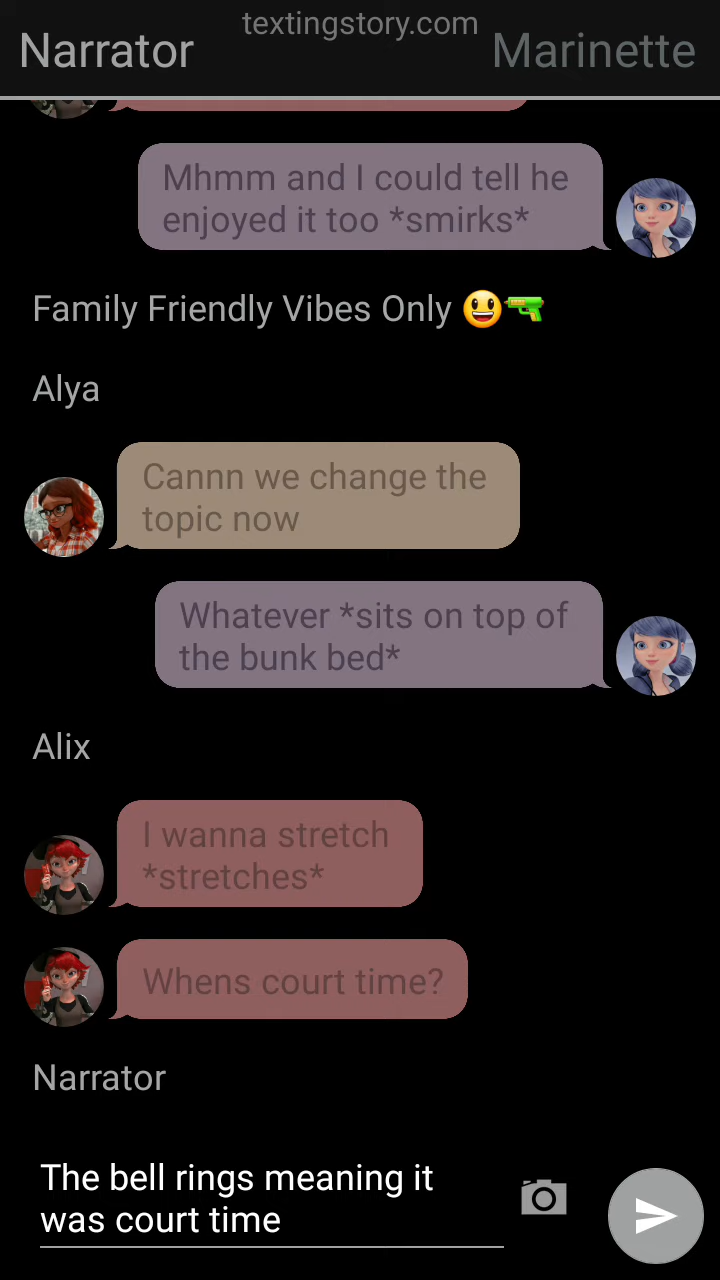 textingstory.com
Narrator
Marinette
Mhmm and I could tell he
enjoyed it too *smirks*
Family Friendly Vibes Only 😃🔫
Alya
Cannn we change the
topic now
Whatever *sits on top of
the bunk bed*
Alix
I wanna stretch
*stretches*
Whens court time?
Narrator
The bell rings meaning it
was court time